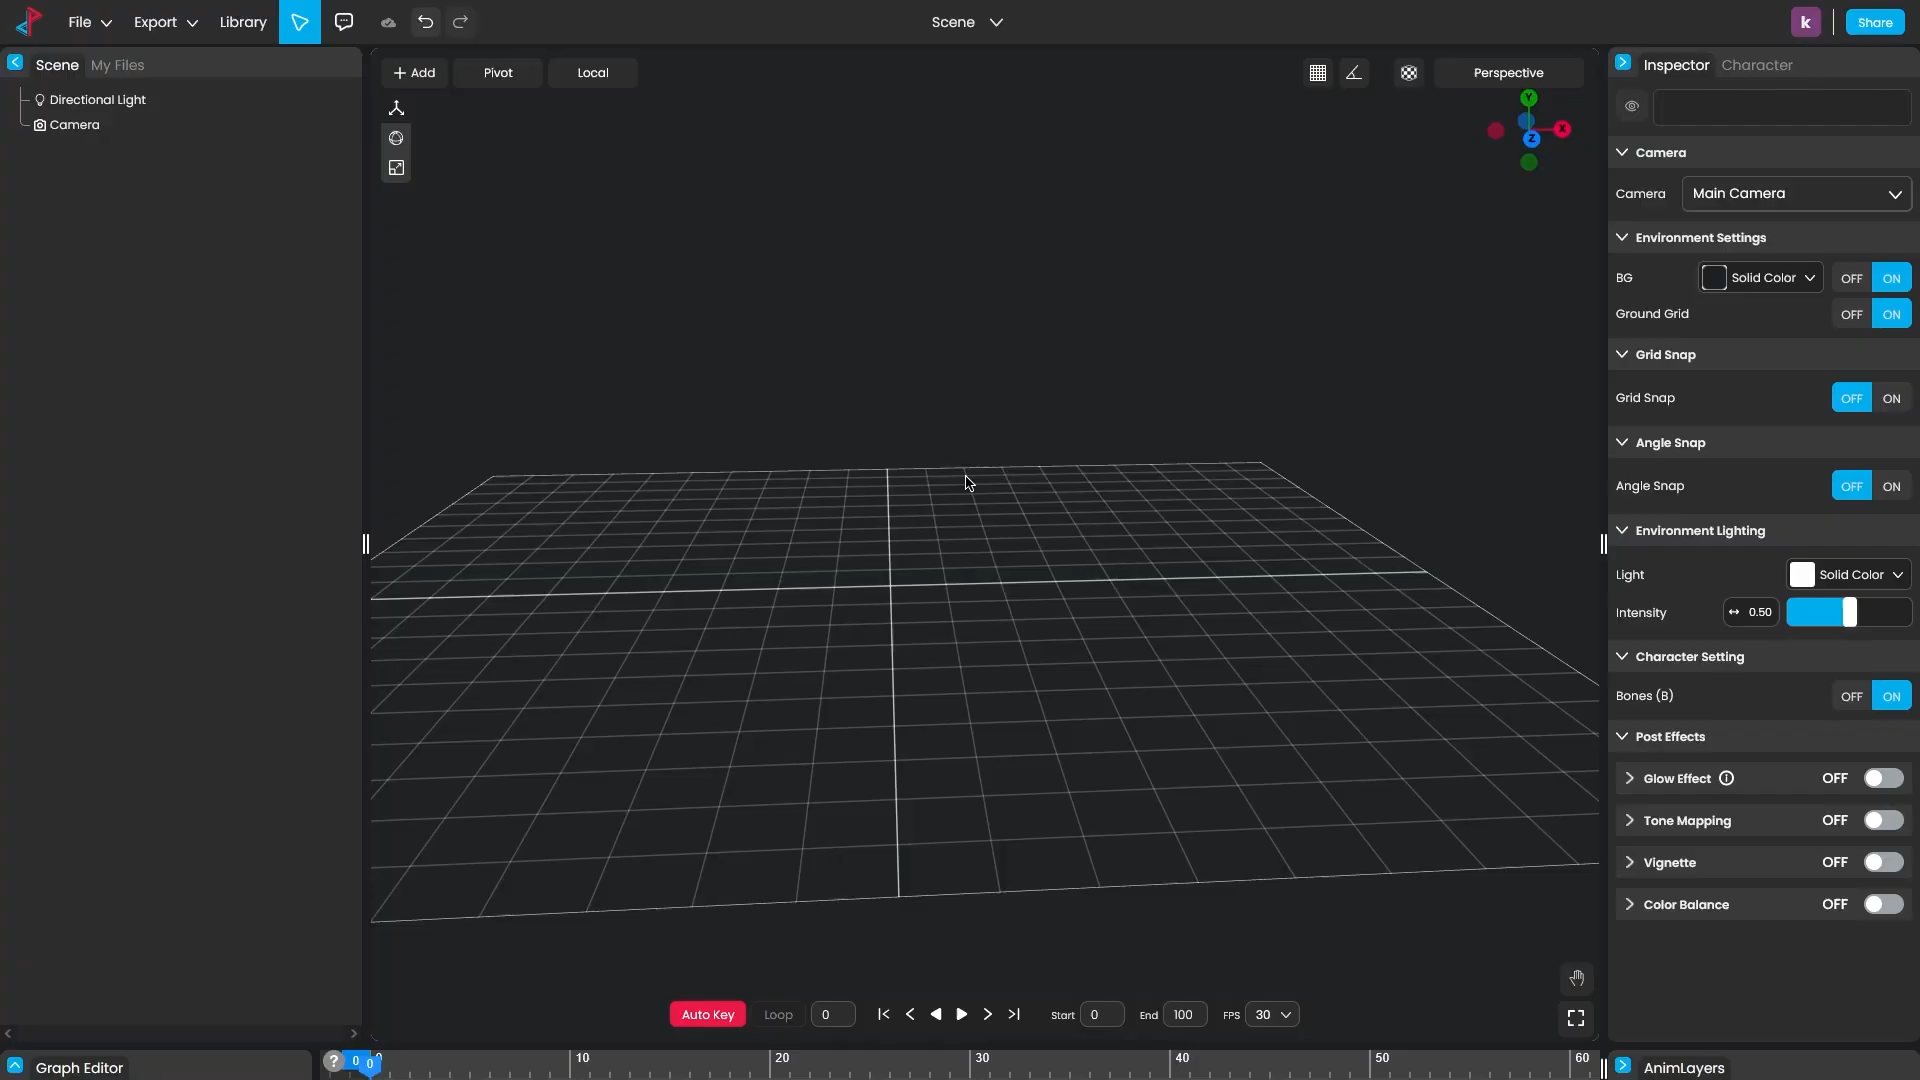 File Export Library Scene k Share
Scene My Files
Directional Light
Camera
+ Add Pivot Local Perspective
Y
X
Z
Inspector Character
Camera
Camera Main Camera
Environment Settings
BG Solid Color OFF ON
Ground Grid OFF ON
Grid Snap
Grid Snap OFF ON
Angle Snap
Angle Snap OFF ON
Environment Lighting
Light Solid Color
Intensity 0.50
Character Setting
Bones (B) OFF ON
Post Effects
Glow Effect OFF
Tone Mapping OFF
Vignette OFF
Color Balance OFF
Auto Key Loop 0 Start 0 End 100 FPS 30
Graph Editor ? 0 0 0 10 20 30 40 50 60 AnimLayers